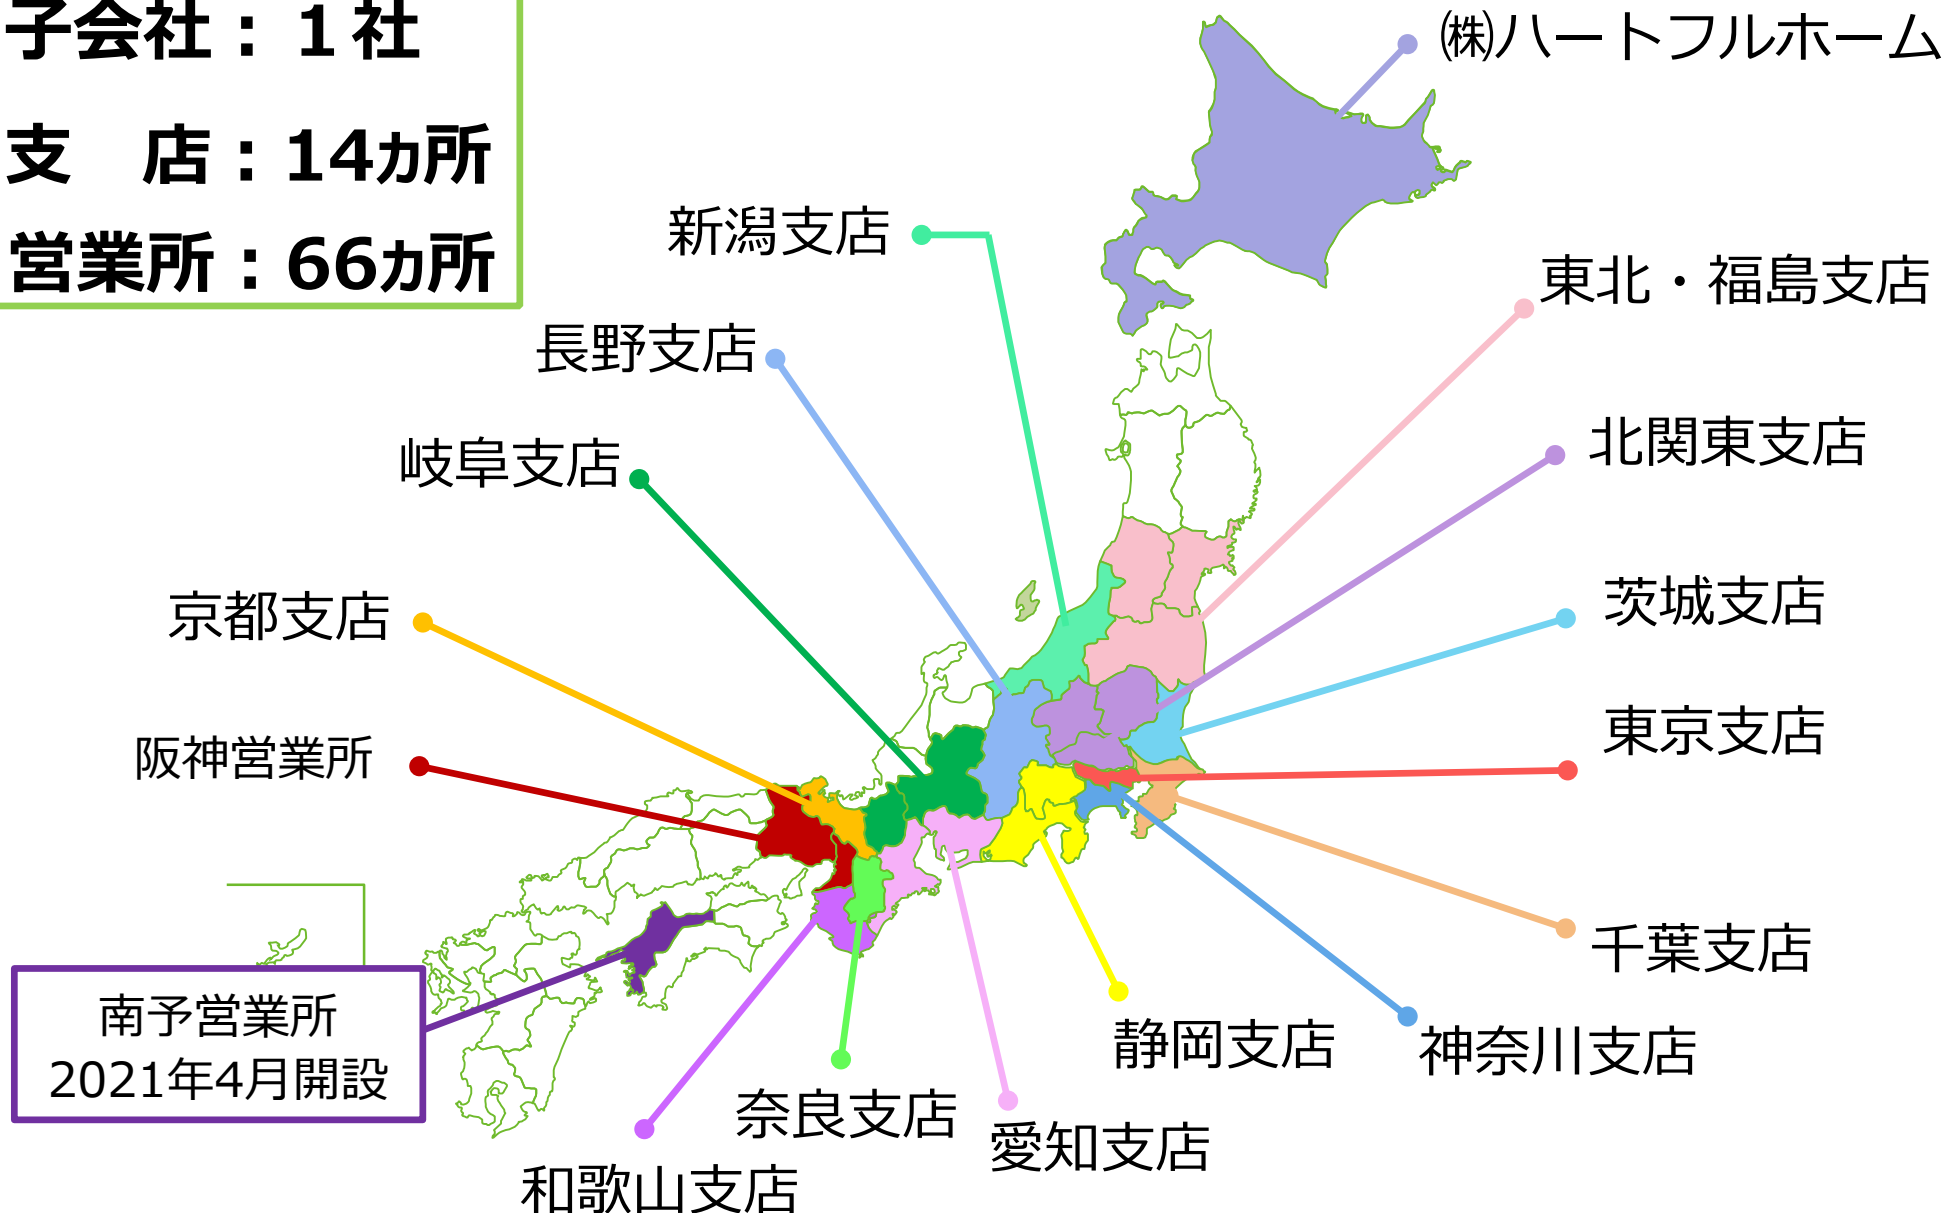 子会社：１社
支　店：14ヵ所
営業所：66ヵ所
㈱ハートフルホーム
新潟支店
東北・福島支店
長野支店
北関東支店
岐阜支店
茨城支店
京都支店
東京支店
阪神営業所
千葉支店
南予営業所
2021年4月開設
静岡支店
神奈川支店
奈良支店
愛知支店
和歌山支店